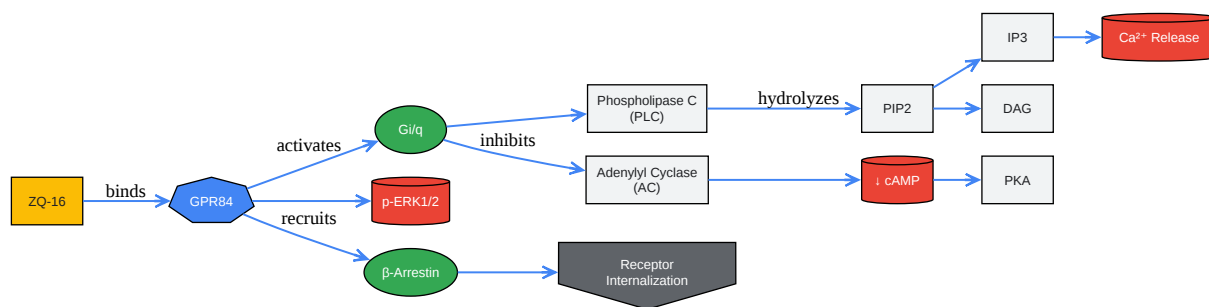 IP3
Ca²⁺ Release
Phospholipase C
(PLC)
hydrolyzes
PIP2
DAG
Gi/q
activates
inhibits
Adenylyl Cyclase
(AC)
↓ cAMP
PKA
ZQ-16
binds
GPR84
p-ERK1/2
recruits
β-Arrestin
Receptor
Internalization